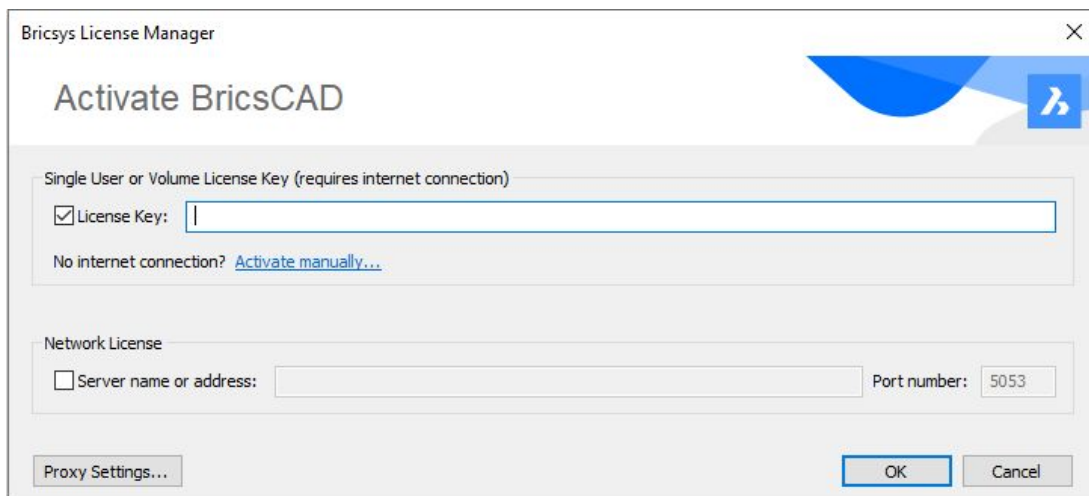 Bricsys License Manager
Activate BricsCAD
Single User or Volume License Key (requires internet connection)
License Key:
No internet connection? Activate manually...
Network License
Server name or address: Port number: 5053
Proxy Settings... OK Cancel